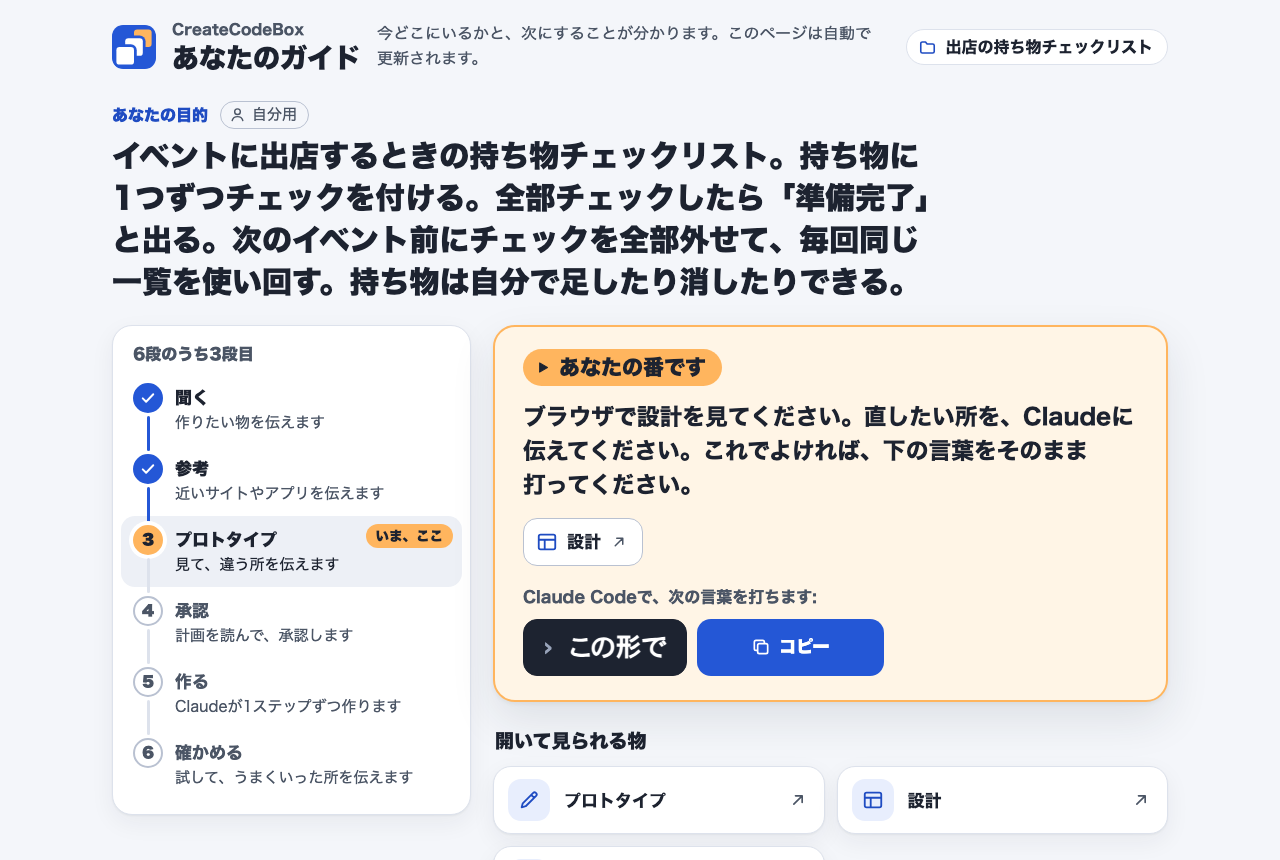 CreateCodeBox
あなたのガイド
今どこにいるかと、次にすることが分かります。このページは自動で
更新されます。
出店の持ち物チェックリスト
あなたの目的
自分用
イベントに出店するときの持ち物チェックリスト。持ち物に
1つずつチェックを付ける。全部チェックしたら「準備完了」
と出る。次のイベント前にチェックを全部外せて、毎回同じ
一覧を使い回す。持ち物は自分で足したり消したりできる。
6段のうち3段目
聞く
作りたい物を伝えます
参考
近いサイトやアプリを伝えます
3
プロトタイプ
いま、ここ
見て、違う所を伝えます
4
承認
計画を読んで、承認します
5
作る
Claudeが1ステップずつ作ります
6
確かめる
試して、うまくいった所を伝えます
あなたの番です
ブラウザで設計を見てください。直したい所を、Claudeに
伝えてください。これでよければ、下の言葉をそのまま
打ってください。
設計
Claude Codeで、次の言葉を打ちます:
› この形で
コピー
開いて見られる物
プロトタイプ
設計